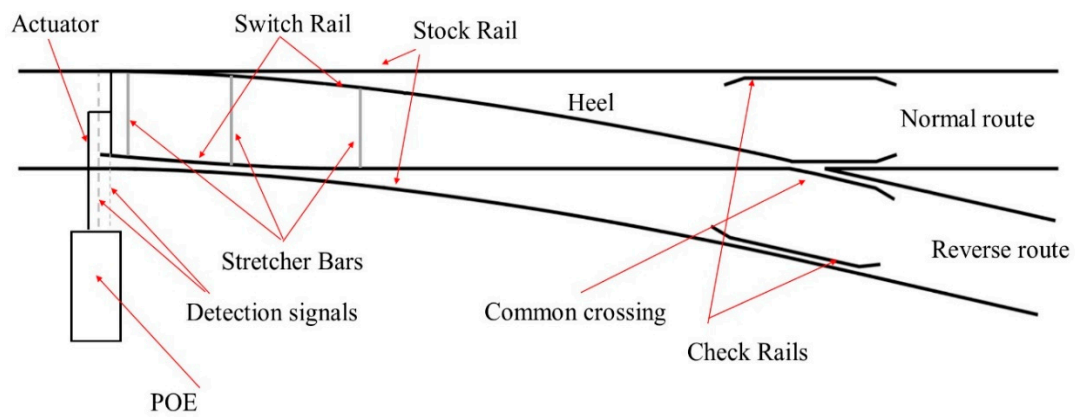 Actuator
Switch Rail
Stock Rail
Heel
Normal route
Reverse route
Stretcher Bars
Detection signals
Common crossing
Check Rails
POE